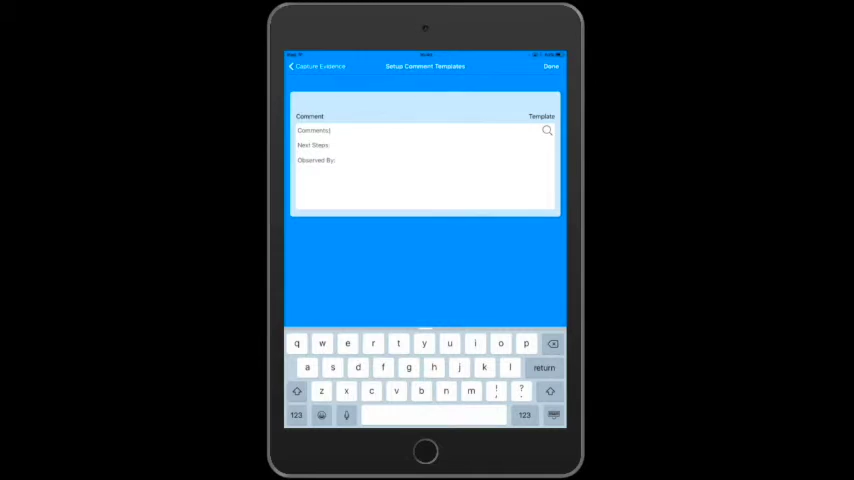 Capture Evidence
Setup Comment Templates
Done
Comment
Template
Comments:
Next Steps:
Observed By:
q w e r t y u i o p
a s d f g h j k l return
z x c v b n m ! , ? .
123 123